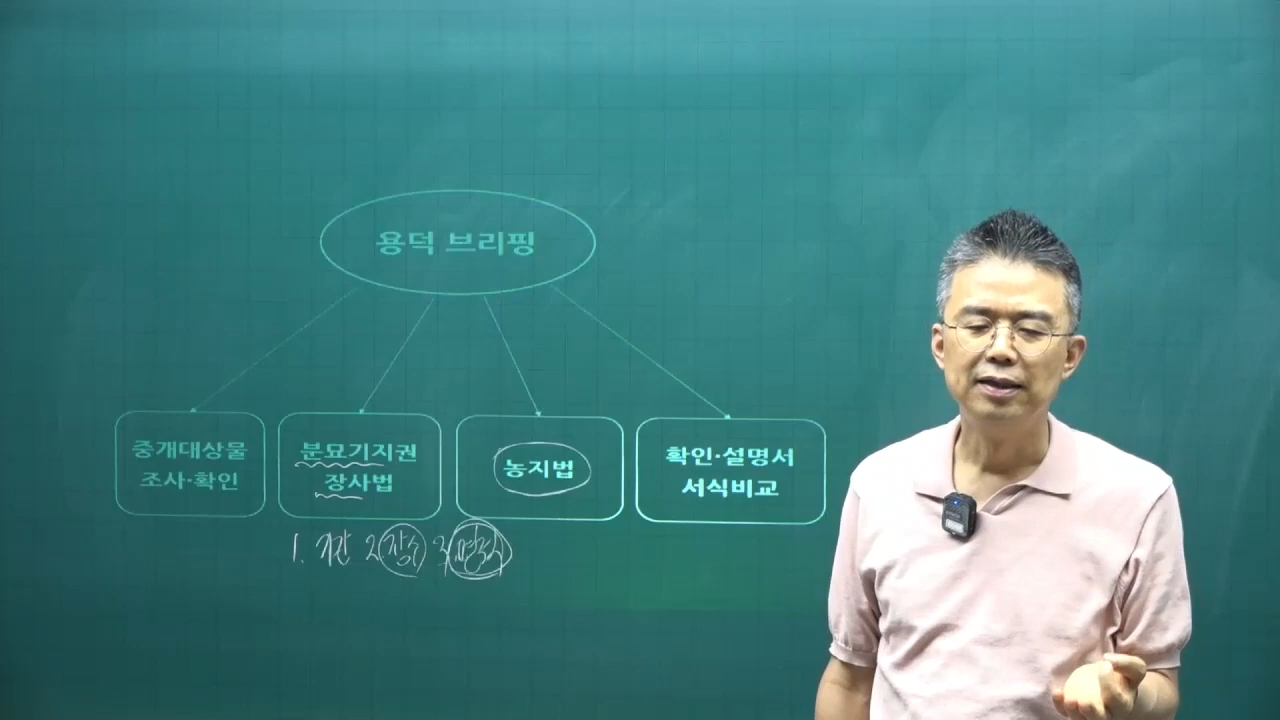 용덕 브리핑
중개대상물
조사·확인
분묘기지권
장사법
농지법
확인·설명서
서식비교
1. 기간 2. 장소 3. 면적